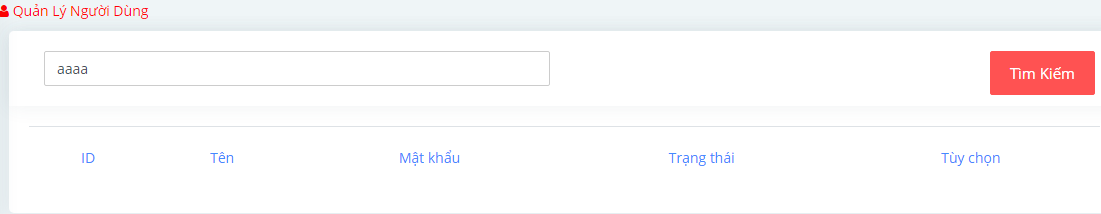 Quản Lý Người Dùng
aaaa
Tìm Kiếm
ID Tên Mật khẩu Trạng thái Tùy chọn